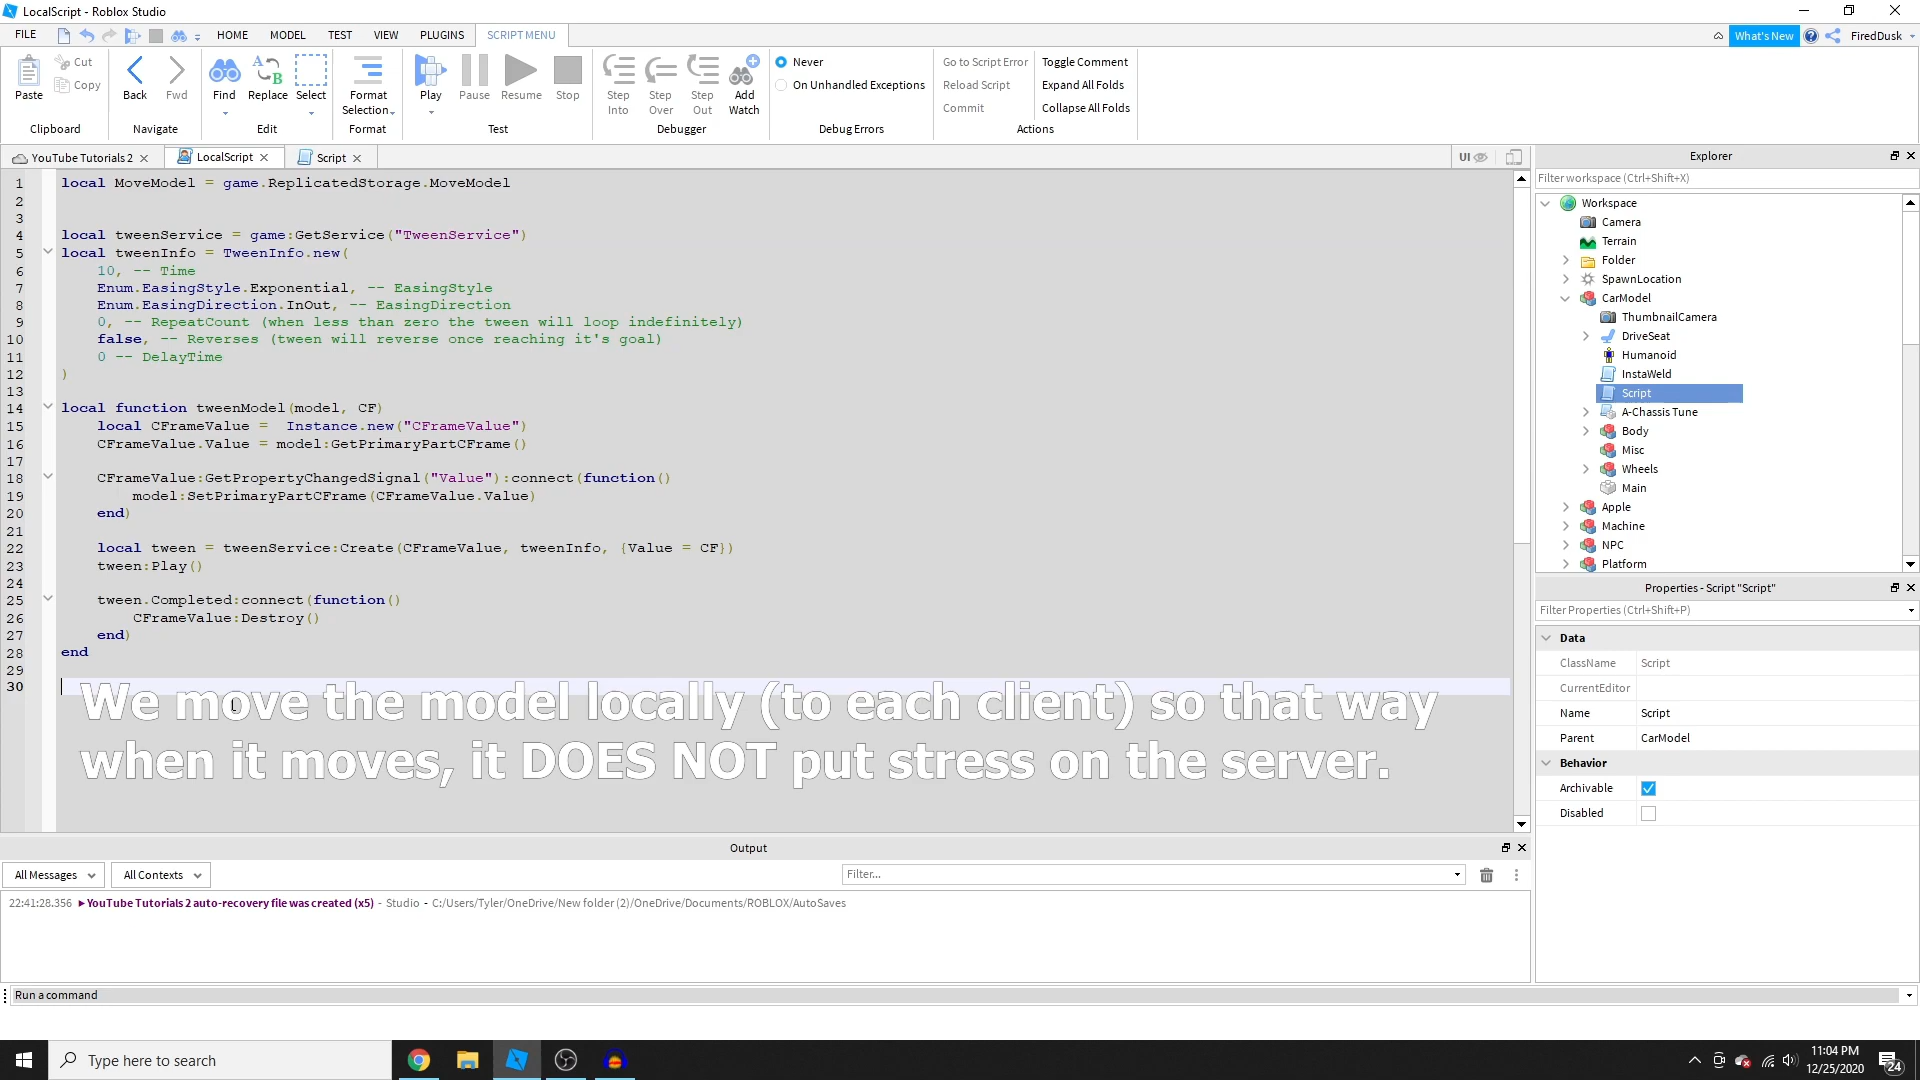 LocalScript - Roblox Studio
FILE HOME MODEL TEST VIEW PLUGINS SCRIPT MENU What's New FiredDusk
Cut
Copy
Paste
Back Fwd
Find Replace Select
Format Selection
Play Pause Resume Stop
Step Into Step Over Step Out Add Watch
Never
On Unhandled Exceptions
Go to Script Error
Reload Script
Commit
Toggle Comment
Expand All Folds
Collapse All Folds
Clipboard Navigate Edit Format Test Debugger Debug Errors Actions
YouTube Tutorials 2 LocalScript Script UI
1 local MoveModel = game.ReplicatedStorage.MoveModel
2
3
4 local tweenService = game:GetService("TweenService")
5 local tweenInfo = TweenInfo.new(
6 10, -- Time
7 Enum.EasingStyle.Exponential, -- EasingStyle
8 Enum.EasingDirection.InOut, -- EasingDirection
9 0, -- RepeatCount (when less than zero the tween will loop indefinitely)
10 false, -- Reverses (tween will reverse once reaching it's goal)
11 0 -- DelayTime
12 )
13
14 local function tweenModel(model, CF)
15 local CFrameValue =  Instance.new("CFrameValue")
16 CFrameValue.Value = model:GetPrimaryPartCFrame()
17
18 CFrameValue:GetPropertyChangedSignal("Value"):connect(function()
19 model:SetPrimaryPartCFrame(CFrameValue.Value)
20 end)
21
22 local tween = tweenService:Create(CFrameValue, tweenInfo, {Value = CF})
23 tween:Play()
24
25 tween.Completed:connect(function()
26 CFrameValue:Destroy()
27 end)
28 end
29
30
We move the model locally (to each client) so that way
when it moves, it DOES NOT put stress on the server.
Explorer
Filter workspace (Ctrl+Shift+X)
Workspace
Camera
Terrain
Folder
SpawnLocation
CarModel
ThumbnailCamera
DriveSeat
Humanoid
InstaWeld
Script
A-Chassis Tune
Body
Misc
Wheels
Main
Apple
Machine
NPC
Platform
Properties - Script "Script"
Filter Properties (Ctrl+Shift+P)
Data
ClassName Script
CurrentEditor
Name Script
Parent CarModel
Behavior
Archivable
Disabled
Output
All Messages All Contexts Filter...
22:41:28.356 YouTube Tutorials 2 auto-recovery file was created (x5) - Studio - C:/Users/Tyler/OneDrive/New folder (2)/OneDrive/Documents/ROBLOX/AutoSaves
Run a command
Type here to search
11:04 PM
12/25/2020
24